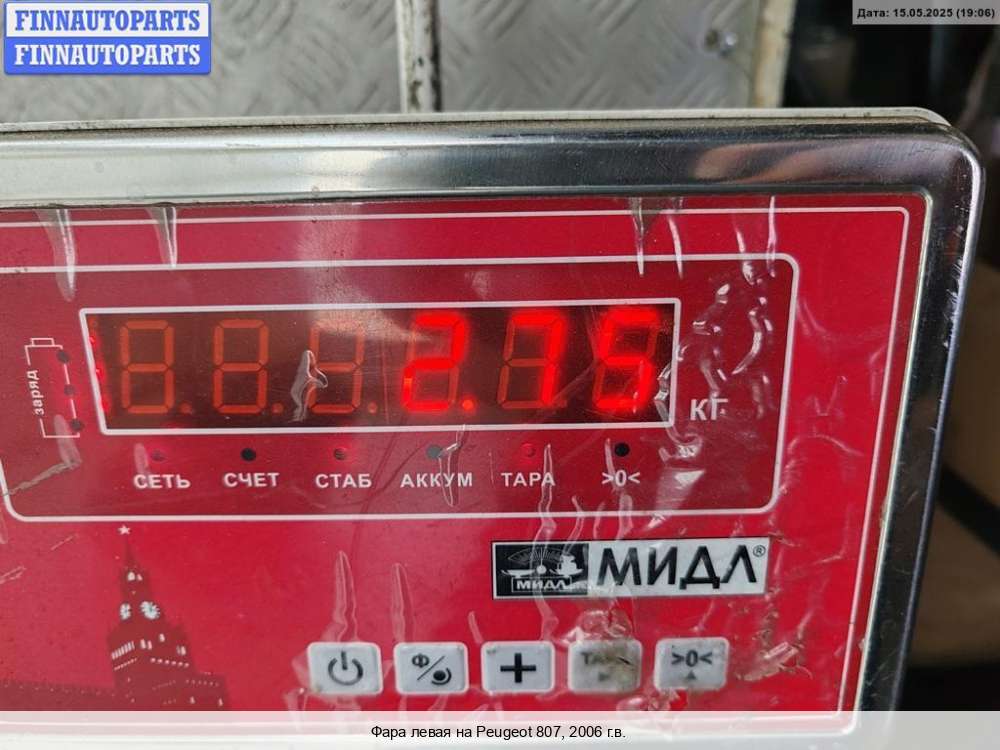 FINNAUTOPARTS
FINNAUTOPARTS
Дата: 15.05.2025 (19:06)
2.75
КГ
заряд
СЕТЬ СЧЕТ СТАБ АККУМ ТАРА >0<
МИДЛ
МИДЛ®
Ф/ + >0<
Фара левая на Peugeot 807, 2006 г.в.